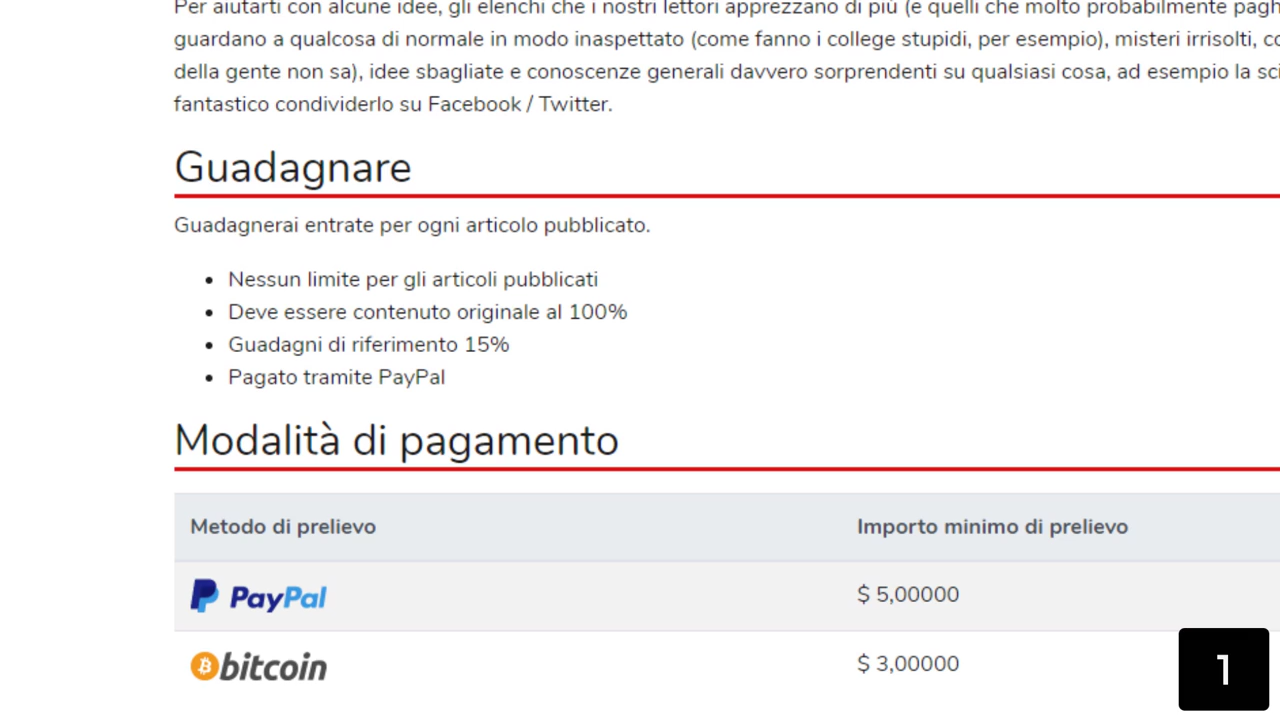 Per aiutarti con alcune idee, gli elenchi che i nostri lettori apprezzano di più (e quelli che molto probabilmente
guardano a qualcosa di normale in modo inaspettato (come fanno i college stupidi, per esempio), misteri irrisolti,
della gente non sa), idee sbagliate e conoscenze generali davvero sorprendenti su qualsiasi cosa, ad esempio la
fantastico condividerlo su Facebook / Twitter.
Guadagnare
Guadagnerai entrate per ogni articolo pubblicato.
• Nessun limite per gli articoli pubblicati
• Deve essere contenuto originale al 100%
• Guadagni di riferimento 15%
• Pagato tramite PayPal
Modalità di pagamento
Metodo di prelievo Importo minimo di prelievo
PayPal $ 5,00000
bitcoin $ 3,00000
1